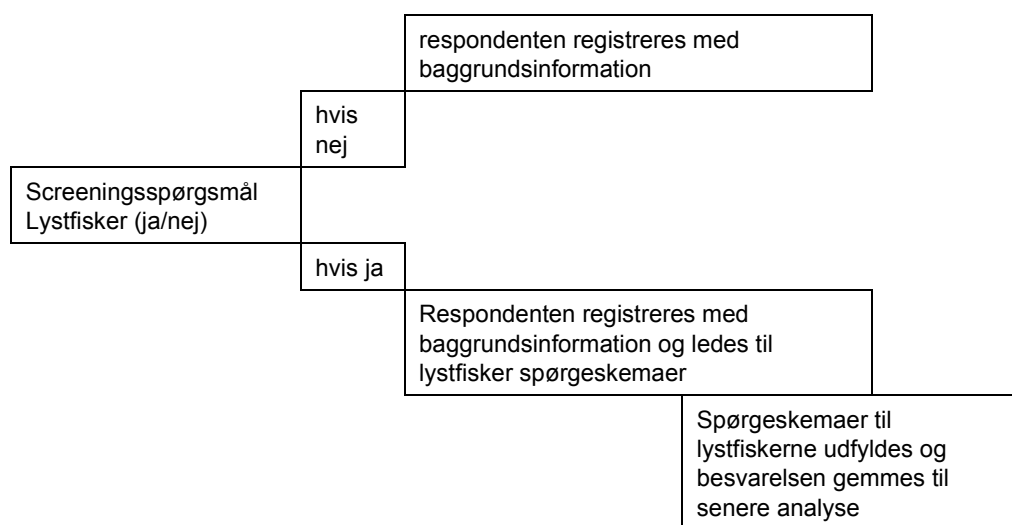 respondenten registreres med
baggrundsinformation
hvis
nej
Screeningsspørgsmål
Lystfisker (ja/nej)
hvis ja
Respondenten registreres med
baggrundsinformation og ledes til
lystfisker spørgeskemaer
Spørgeskemaer til
lystfiskerne udfyldes og
besvarelsen gemmes til
senere analyse